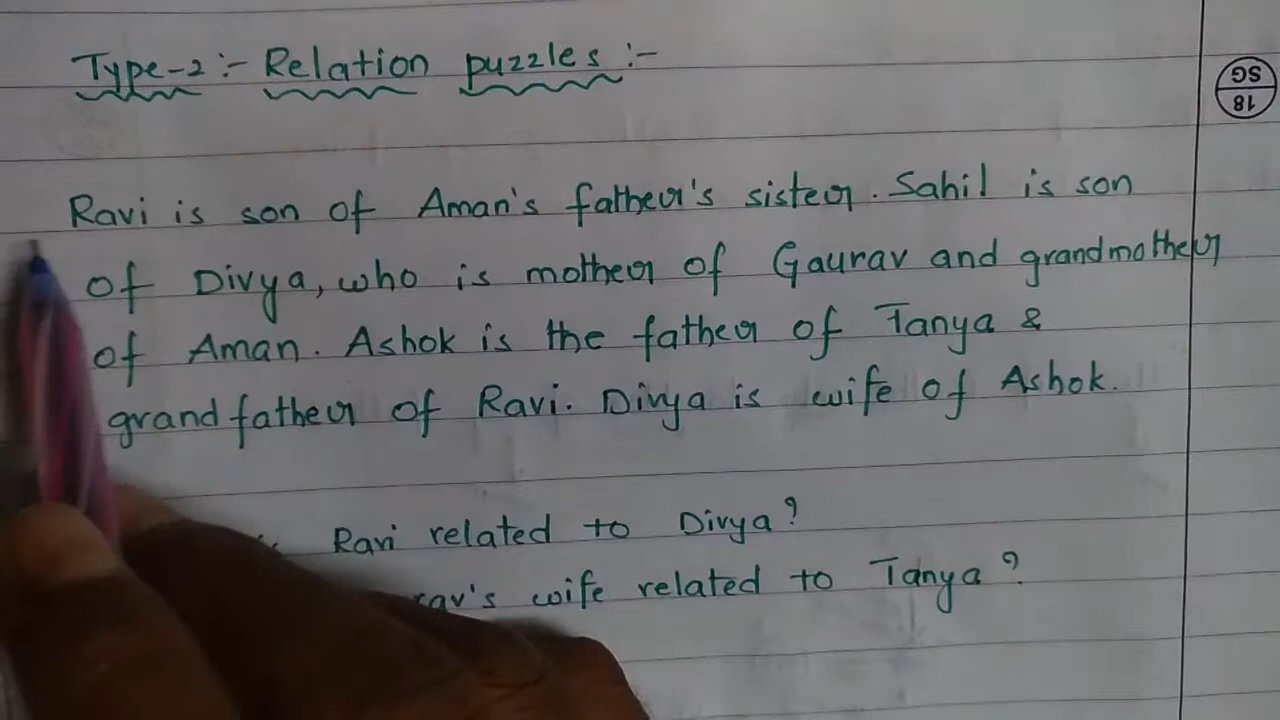 Type-2:- Relation puzzles :-
Ravi is son of Aman's father's sister. Sahil is son
of Divya, who is mother of Gaurav and grandmother
of Aman. Ashok is the father of Tanya &
grandfather of Ravi. Divya is wife of Ashok.
Ravi related to Divya?
wife related to Tanya?
SG
18